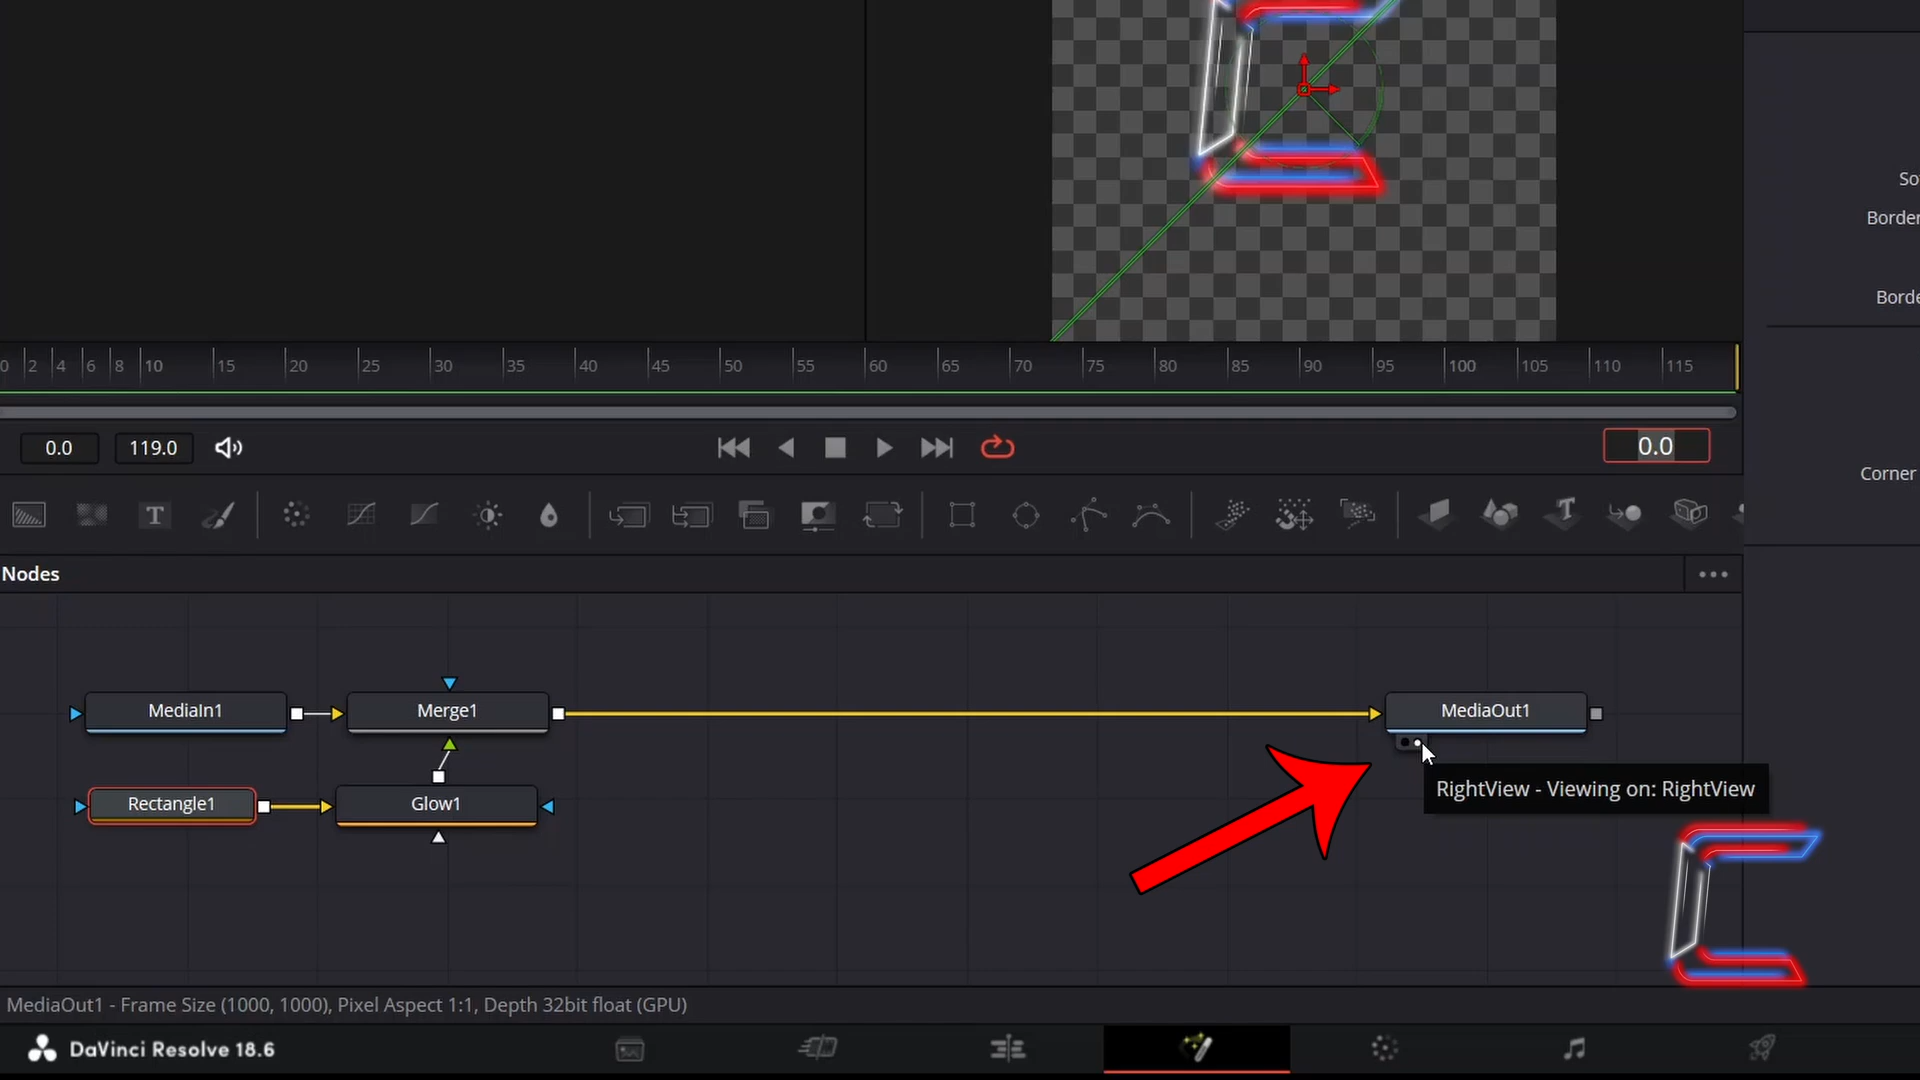 So
Border
Borde
0 2 4 6 8 10 15 20 25 30 35 40 45 50 55 60 65 70 75 80 85 90 95 100 105 110 115
0.0 119.0 0.0
Corner
T
Nodes
MediaIn1 Merge1 MediaOut1
RightView - Viewing on: RightView
Rectangle1 Glow1
MediaOut1 - Frame Size (1000, 1000), Pixel Aspect 1:1, Depth 32bit float (GPU)
DaVinci Resolve 18.6